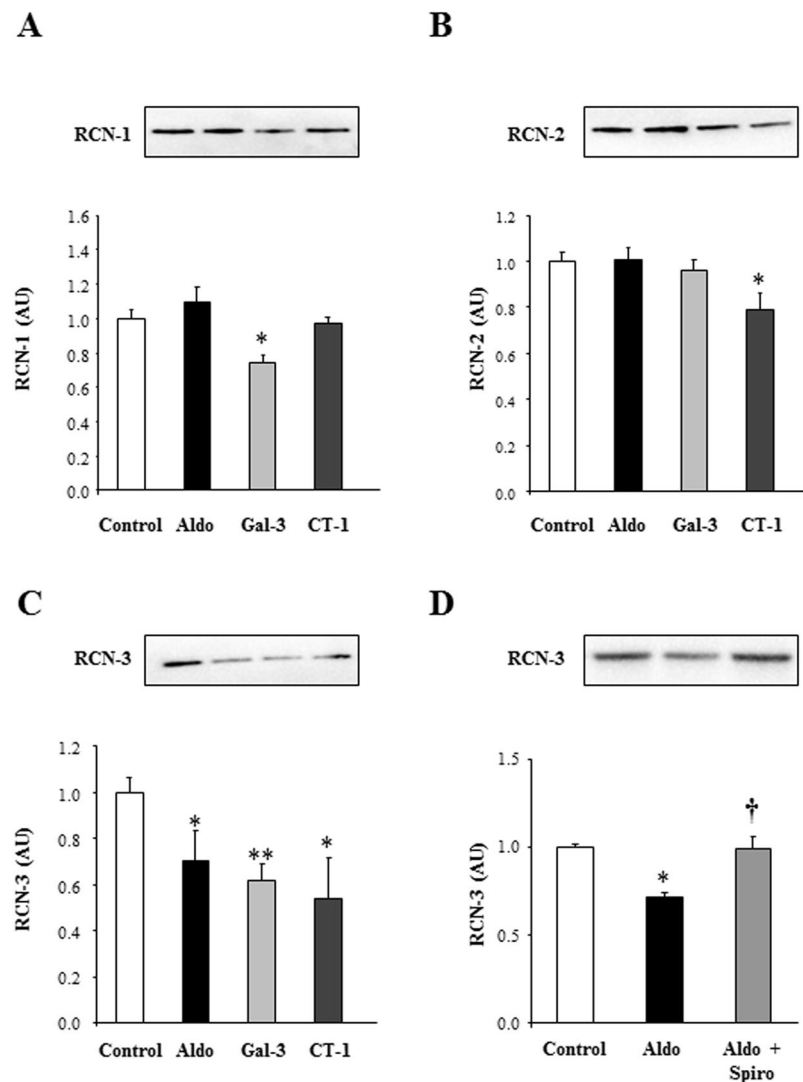 A
B
RCN-1
RCN-2
1.6
1.4
1.2
1.0
0.8
0.6
0.4
0.2
0.0
RCN-1 (AU)
*
Control Aldo Gal-3 CT-1
1.2
1.0
0.8
0.6
0.4
0.2
0.0
RCN-2 (AU)
*
Control Aldo Gal-3 CT-1
C
D
RCN-3
RCN-3
1.2
1.0
0.8
0.6
0.4
0.2
0.0
RCN-3 (AU)
* ** *
Control Aldo Gal-3 CT-1
1.5
1.0
0.5
0.0
RCN-3 (AU)
* †
Control Aldo Aldo +
Spiro